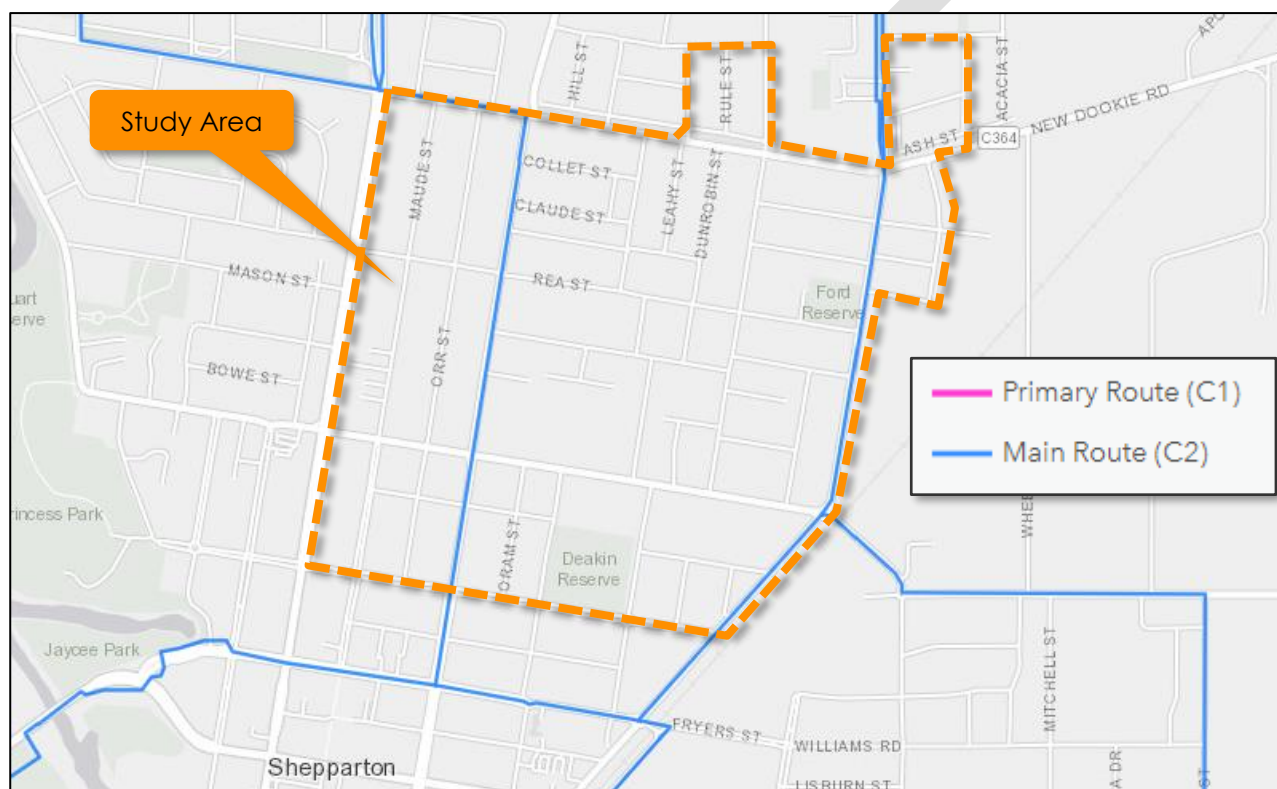 HILL ST
RULE ST
ACACIA ST
NEW DOOKIE RD
Study Area
ASH ST
C364
MAUDE ST
COLLET ST
LEAHY ST
DUNROBIN ST
CLAUDE ST
MASON ST
REA ST
Ford
Reserve
ORR ST
BOWE ST
Primary Route (C1)
Main Route (C2)
ORAM ST
Deakin
Reserve
Jaycee Park
MITCHELL ST
FRYERS ST
WILLIAMS RD
Shepparton
LISBURN ST